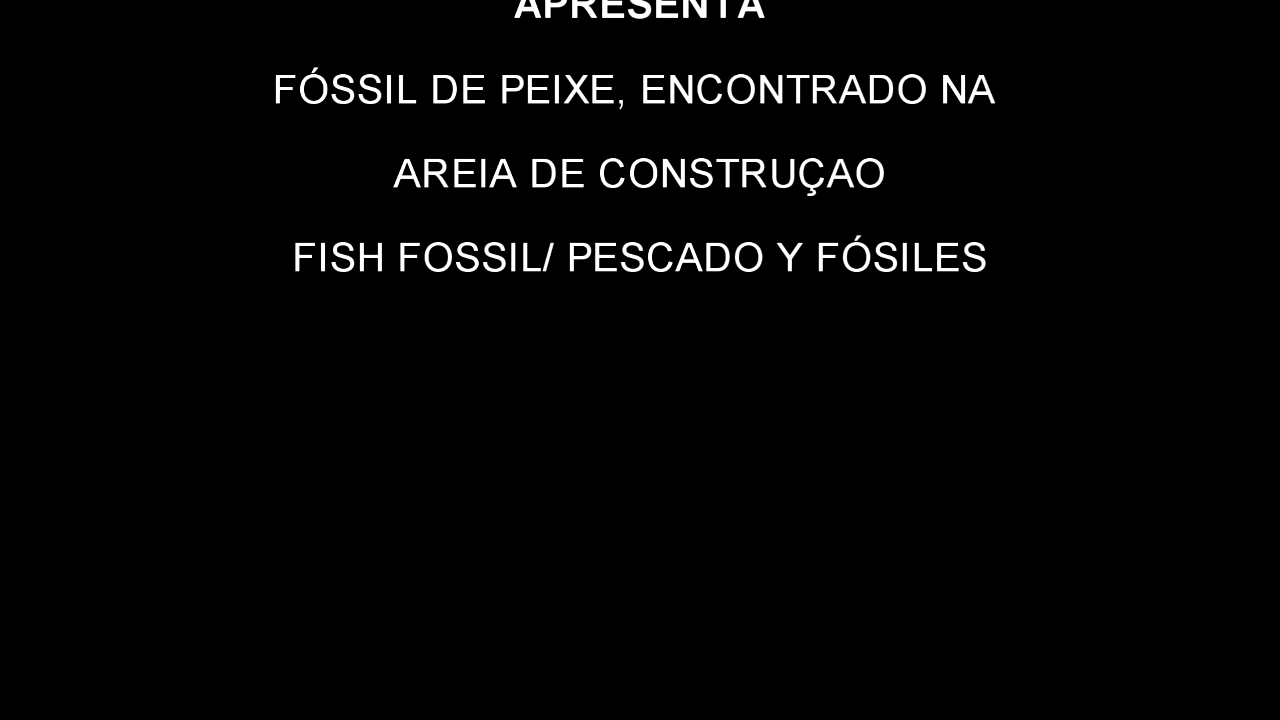 APRESENTA
FÓSSIL DE PEIXE, ENCONTRADO NA
AREIA DE CONSTRUÇAO
FISH FOSSIL/ PESCADO Y FÓSILES